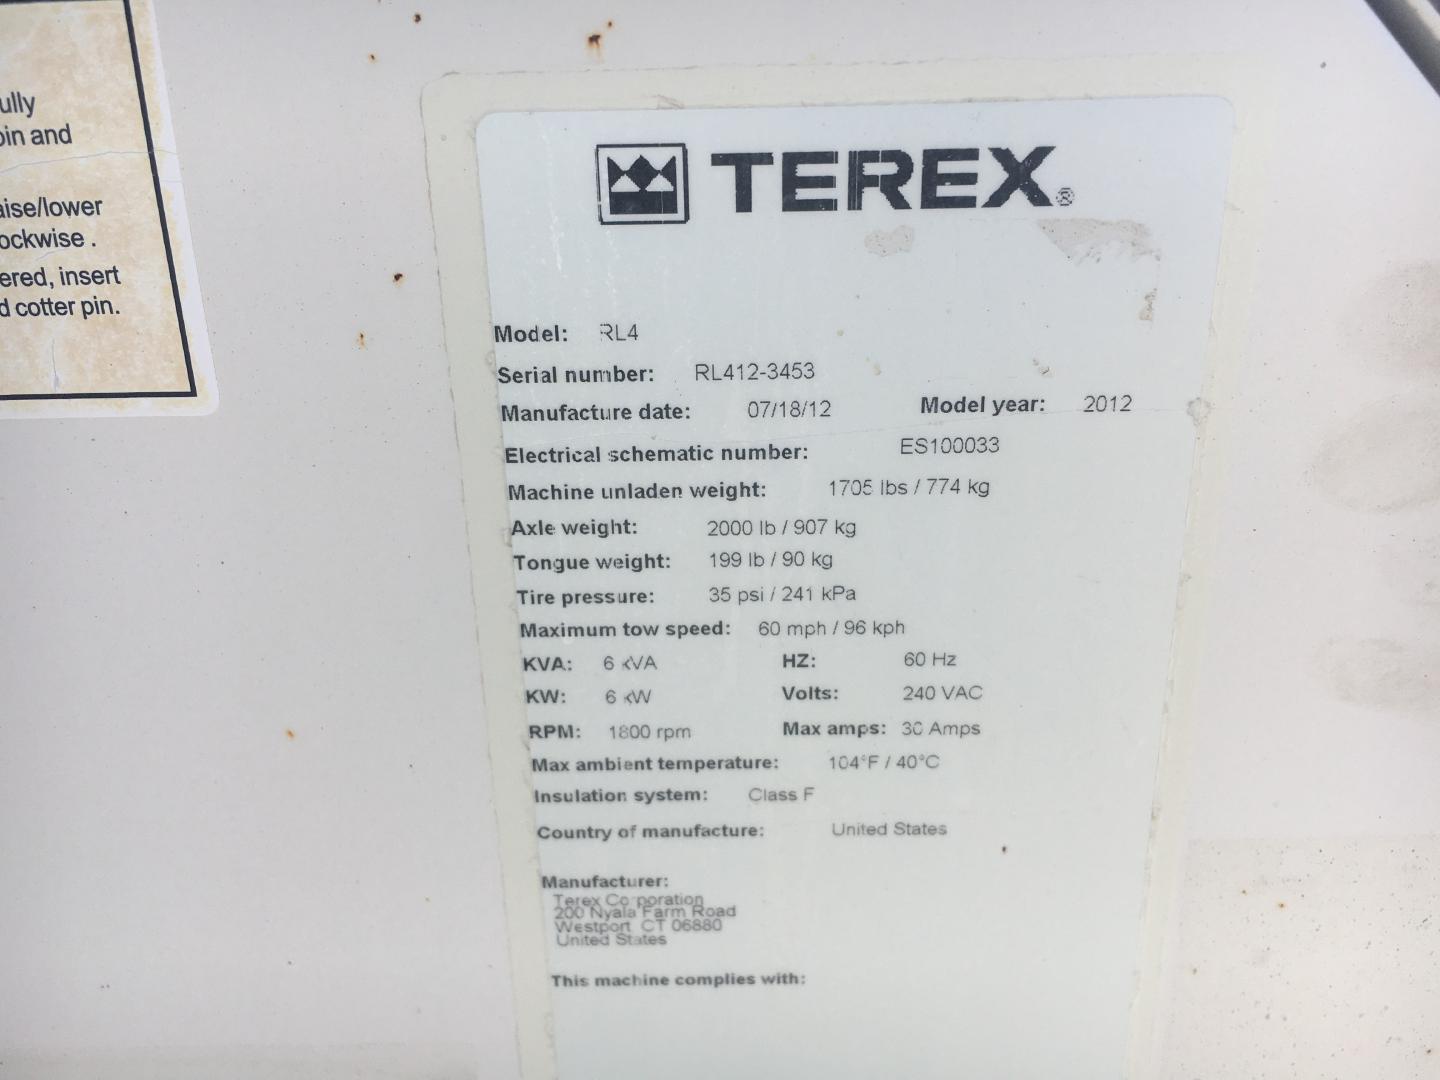 ully
pin and
aise/lower
ockwise .
ered, insert
d cotter pin.
TEREX®
Model: RL4
Serial number: RL412-3453
Manufacture date: 07/18/12 Model year: 2012
Electrical schematic number: ES100033
Machine unladen weight: 1705 lbs / 774 kg
Axle weight: 2000 lb / 907 kg
Tongue weight: 199 lb / 90 kg
Tire pressure: 35 psi / 241 kPa
Maximum tow speed: 60 mph / 96 kph
KVA: 6 kVA HZ: 60 Hz
KW: 6 kW Volts: 240 VAC
RPM: 1800 rpm Max amps: 30 Amps
Max ambient temperature: 104°F / 40°C
Insulation system: Class F
Country of manufacture: United States
Manufacturer:
Terex Corporation
200 Nyala Farm Road
Westport CT 06880
United States
This machine complies with: